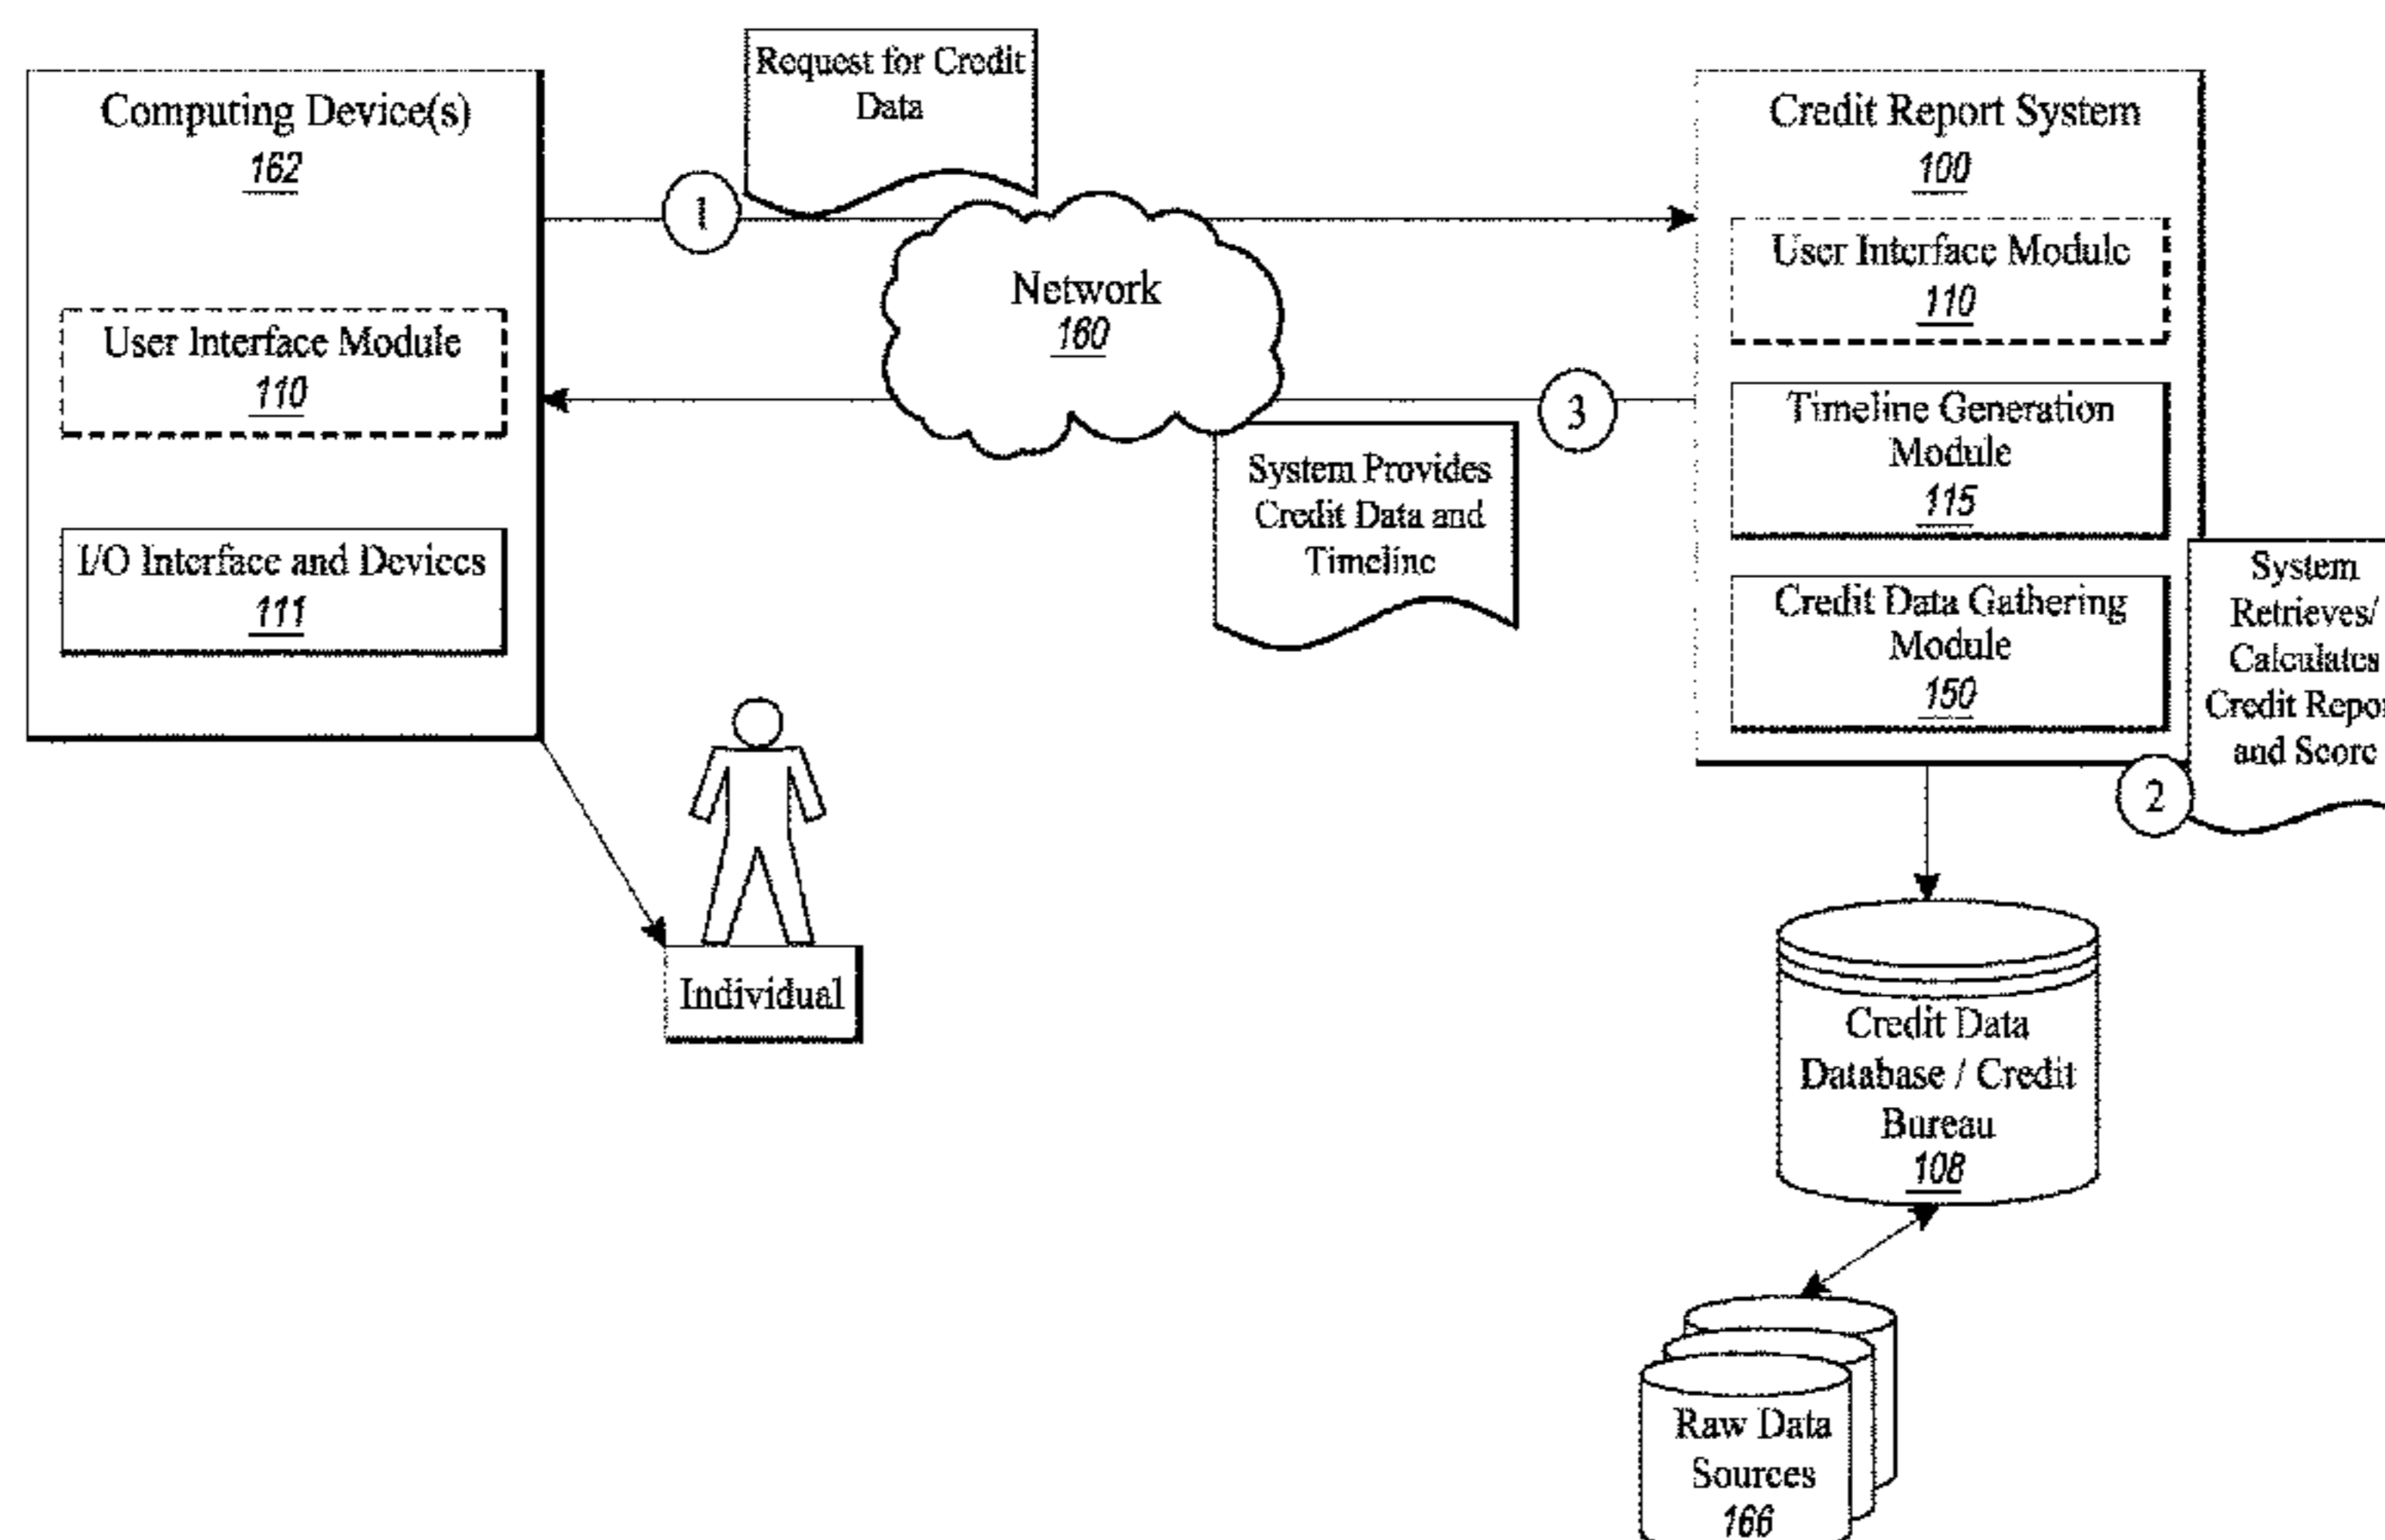 Request for Credit
Data
Computing Device(s)
162
User Interface Module
110
I/O Interface and Devices
111
1
Network
160
3
System Provides
Credit Data and
Timeline
Credit Report System
100
User Interface Module
110
Timeline Generation
Module
115
Credit Data Gathering
Module
150
System
Retrieves/
Calculates
Credit Repor
and Score
2
Individual
Credit Data
Database / Credit
Bureau
108
Raw Data
Sources
166